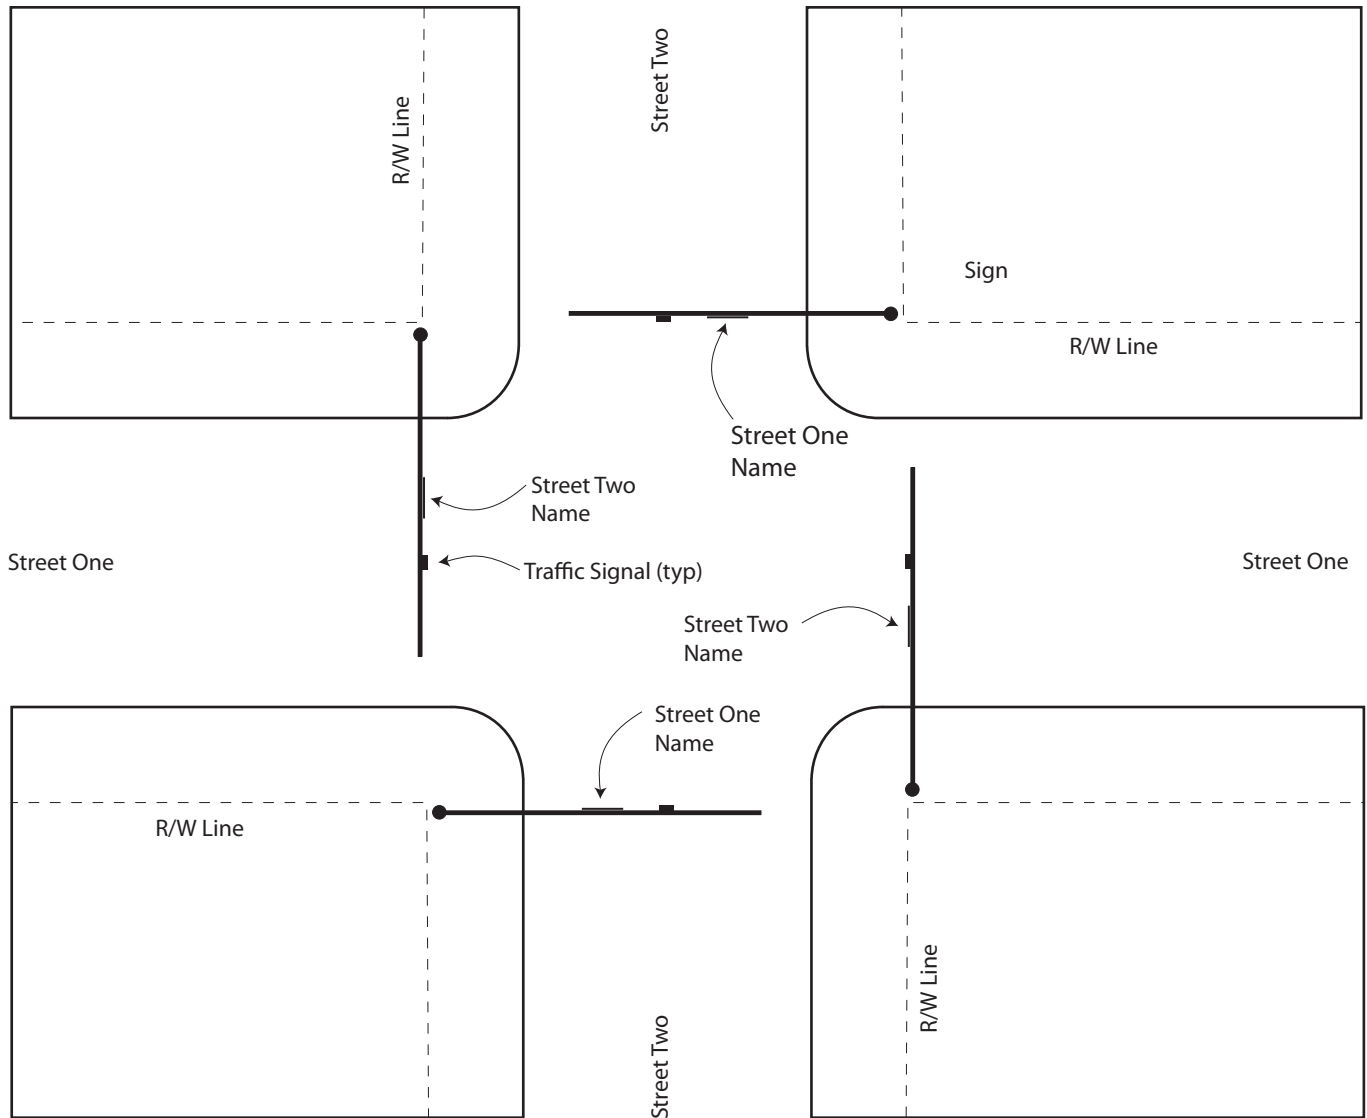 Street Two
R/W Line
Sign
R/W Line
Street One
Name
Street Two
Name
Street One
Traffic Signal (typ)
Street One
Street Two
Name
Street One
Name
R/W Line
R/W Line
Street Two